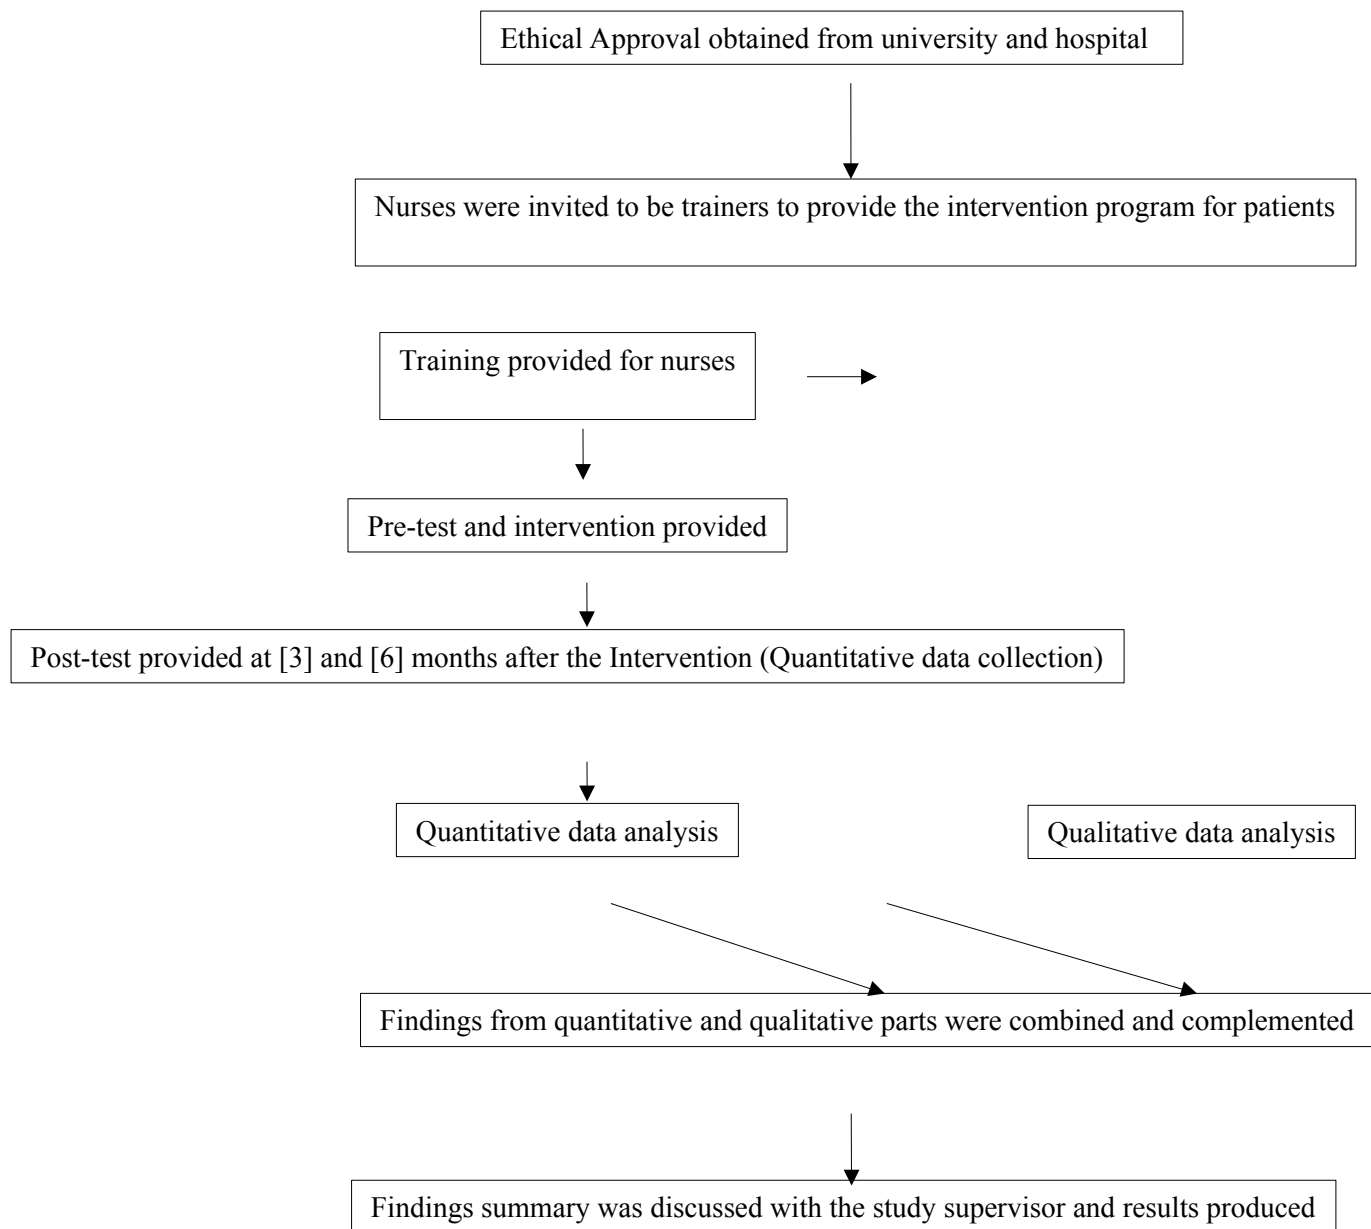 Ethical Approval obtained from university and hospital
Nurses were invited to be trainers to provide the intervention program for patients
Training provided for nurses
Pre-test and intervention provided
Post-test provided at [3] and [6] months after the Intervention (Quantitative data collection)
Quantitative data analysis
Qualitative data analysis
Findings from quantitative and qualitative parts were combined and complemented
Findings summary was discussed with the study supervisor and results produced